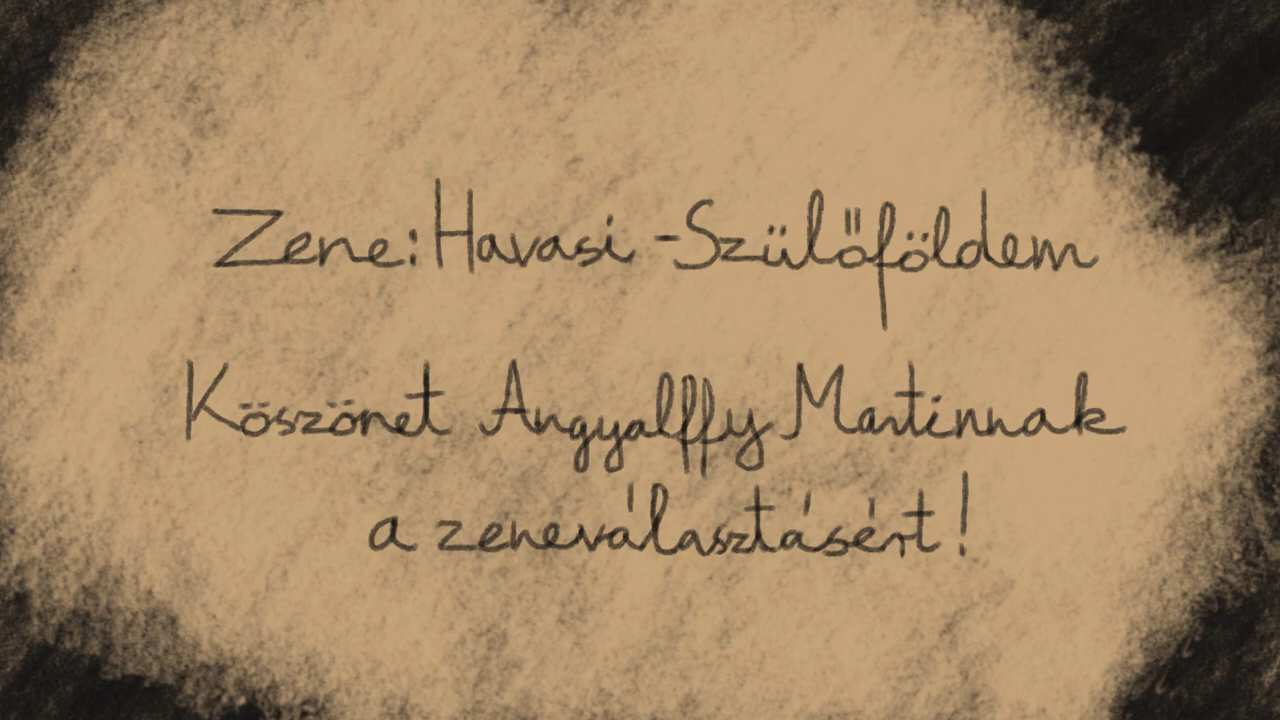 Zene: Havasi - Szülőföldem
Köszönet Angyalffy Martinnak
a zeneválasztásért!